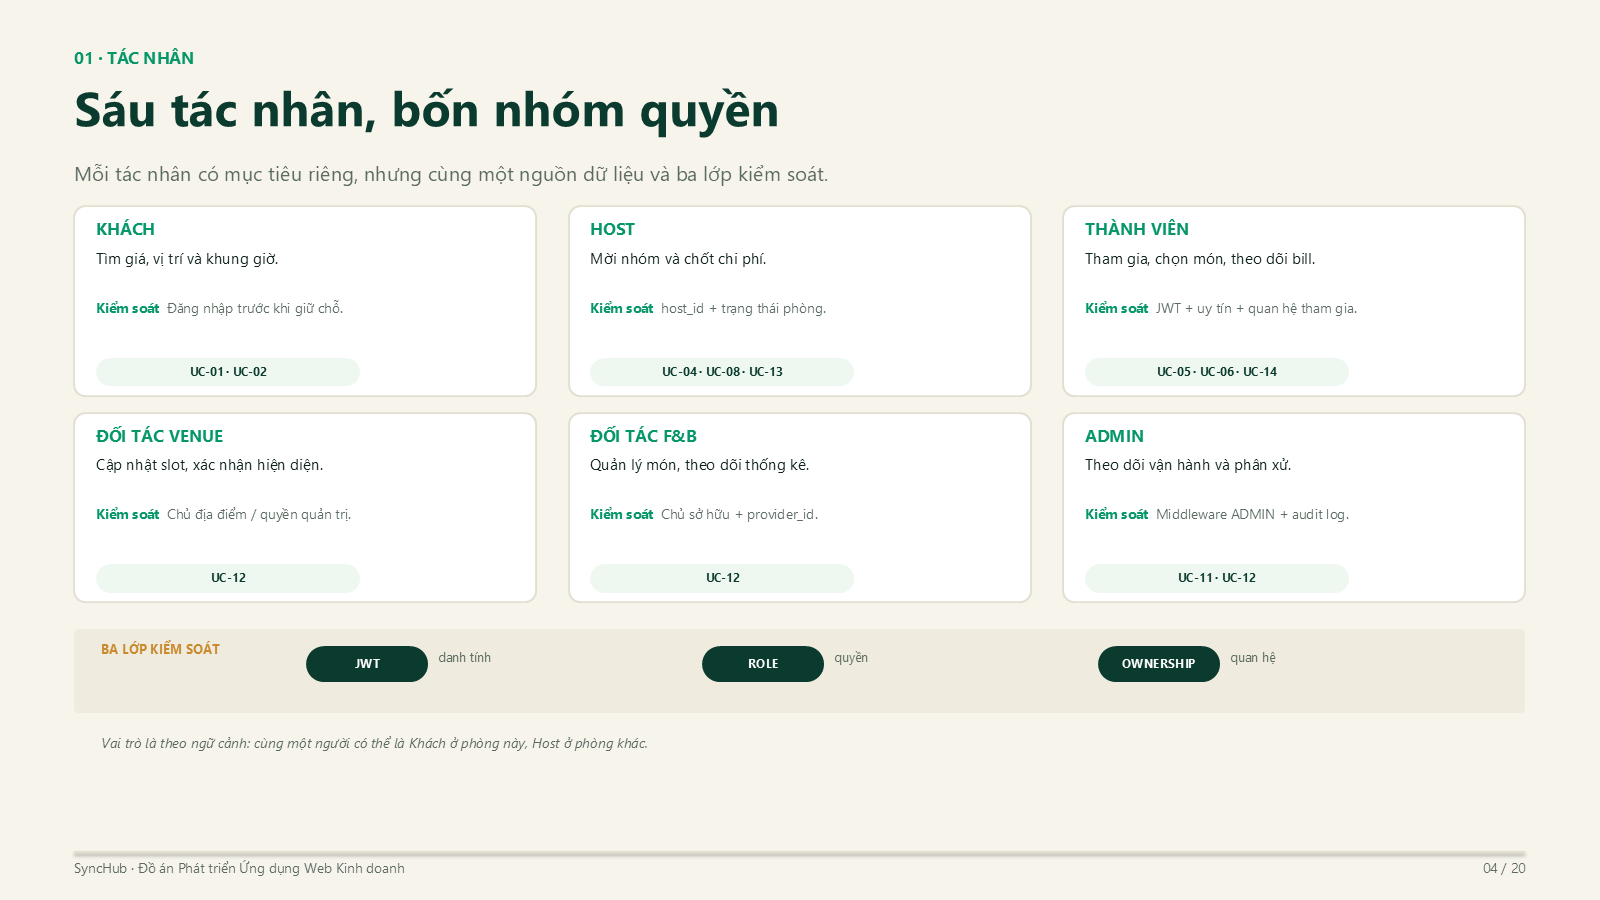 01 · TÁC NHÂN
Sáu tác nhân, bốn nhóm quyền
Mỗi tác nhân có mục tiêu riêng, nhưng cùng một nguồn dữ liệu và ba lớp kiểm soát.
KHÁCH
Tìm giá, vị trí và khung giờ.
Kiểm soát Đăng nhập trước khi giữ chỗ.
UC-01 · UC-02
HOST
Mời nhóm và chốt chi phí.
Kiểm soát host_id + trạng thái phòng.
UC-04 · UC-08 · UC-13
THÀNH VIÊN
Tham gia, chọn món, theo dõi bill.
Kiểm soát JWT + uy tín + quan hệ tham gia.
UC-05 · UC-06 · UC-14
ĐỐI TÁC VENUE
Cập nhật slot, xác nhận hiện diện.
Kiểm soát Chủ địa điểm / quyền quản trị.
UC-12
ĐỐI TÁC F&B
Quản lý món, theo dõi thống kê.
Kiểm soát Chủ sở hữu + provider_id.
UC-12
ADMIN
Theo dõi vận hành và phân xử.
Kiểm soát Middleware ADMIN + audit log.
UC-11 · UC-12
BA LỚP KIỂM SOÁT
JWT danh tính
ROLE quyền
OWNERSHIP quan hệ
Vai trò là theo ngữ cảnh: cùng một người có thể là Khách ở phòng này, Host ở phòng khác.
SyncHub · Đồ án Phát triển Ứng dụng Web Kinh doanh
04 / 20